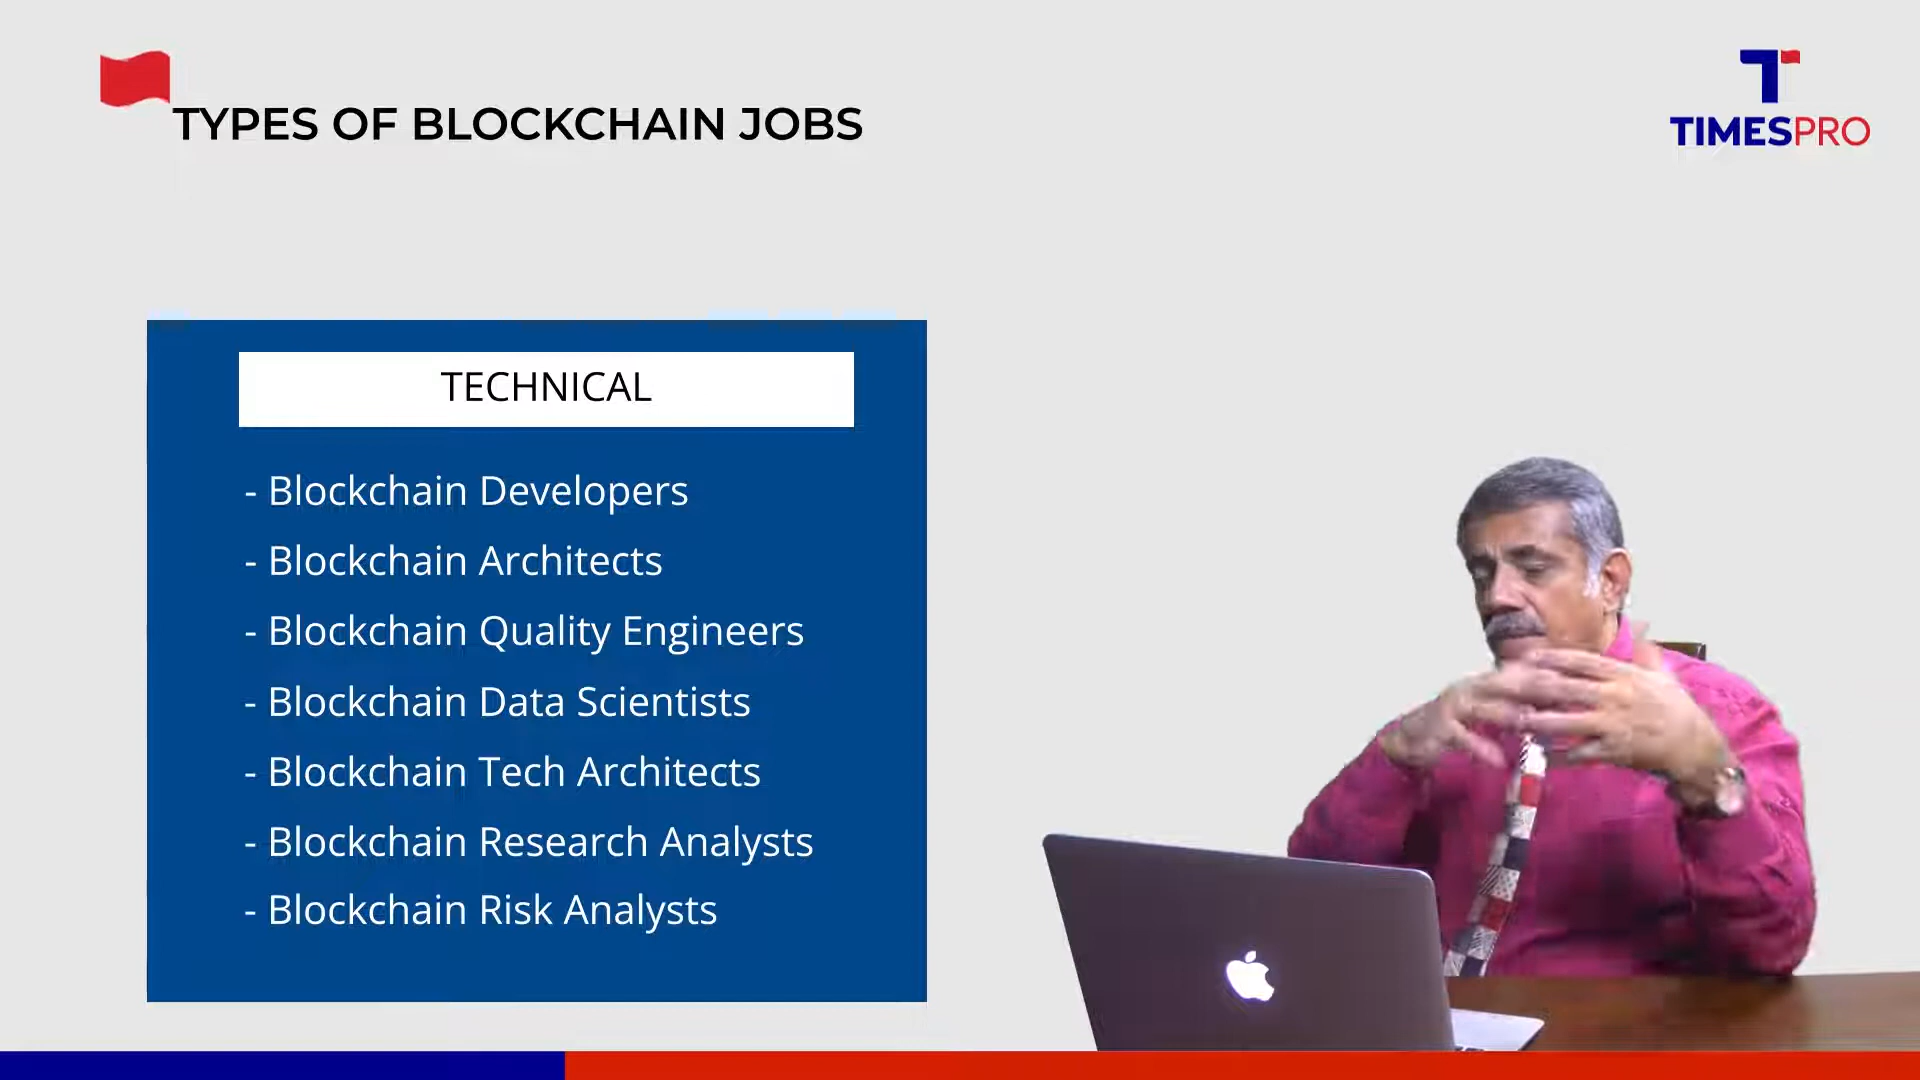 TYPES OF BLOCKCHAIN JOBS
TIMESPRO
TECHNICAL
- Blockchain Developers
- Blockchain Architects
- Blockchain Quality Engineers
- Blockchain Data Scientists
- Blockchain Tech Architects
- Blockchain Research Analysts
- Blockchain Risk Analysts